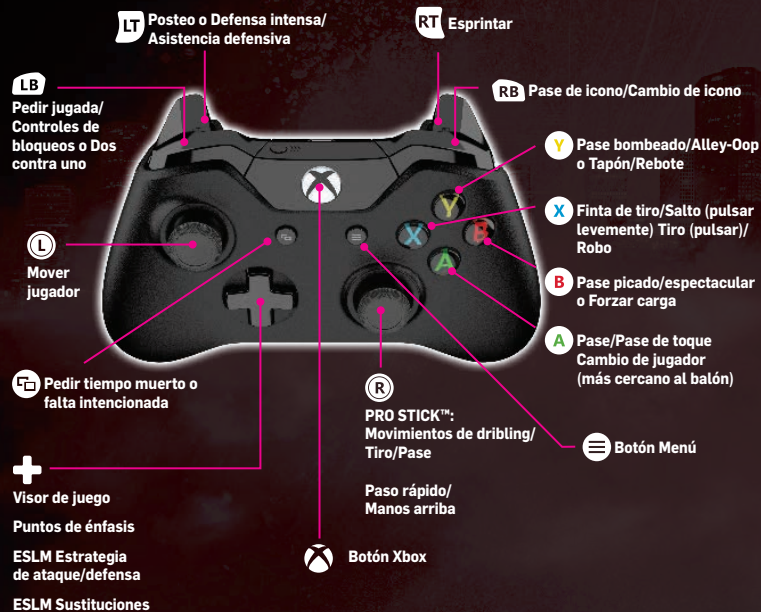 LT Posteo o Defensa intensa/
Asistencia defensiva
RT Esprintar
LB
Pedir jugada/
Controles de
bloqueos o Dos
contra uno
RB Pase de icono/Cambio de icono
Y Pase bombeado/Alley-Oop
o Tapón/Rebote
X Finta de tiro/Salto (pulsar
levemente) Tiro (pulsar)/
Robo
B Pase picado/espectacular
o Forzar carga
A Pase/Pase de toque
Cambio de jugador
(más cercano al balón)
Y
X
B
A
L
Mover
jugador
Pedir tiempo muerto o
falta intencionada
R
PRO STICK™:
Movimientos de dribling/
Tiro/Pase
Paso rápido/
Manos arriba
Botón Menú
Visor de juego
Puntos de énfasis
ESLM Estrategia
de ataque/defensa
ESLM Sustituciones
Botón Xbox